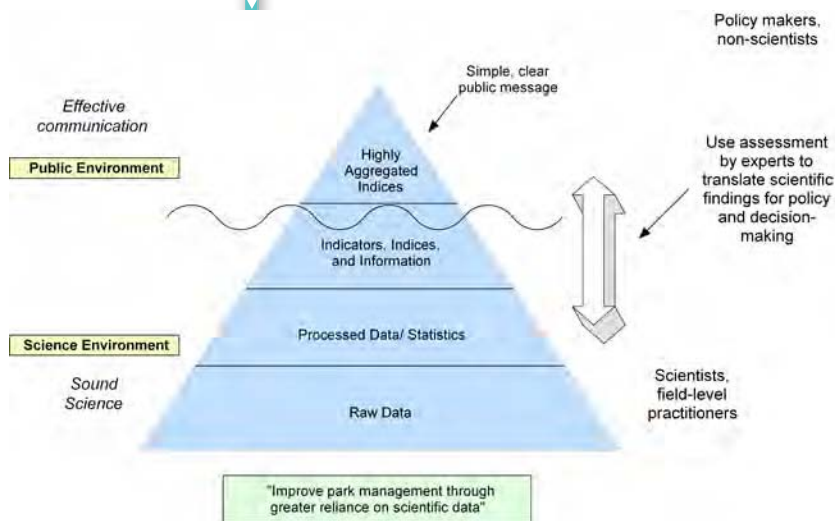 Policy makers,
non-scientists
Simple, clear
public message
Effective
communication
Public Environment
Highly
Aggregated
Indices
Use assessment
by experts to
translate scientific
findings for policy
and decision-
making
Indicators, Indices,
and Information
Processed Data/ Statistics
Science Environment
Sound
Science
Scientists,
field-level
practitioners
Raw Data
"Improve park management through
greater reliance on scientific data"